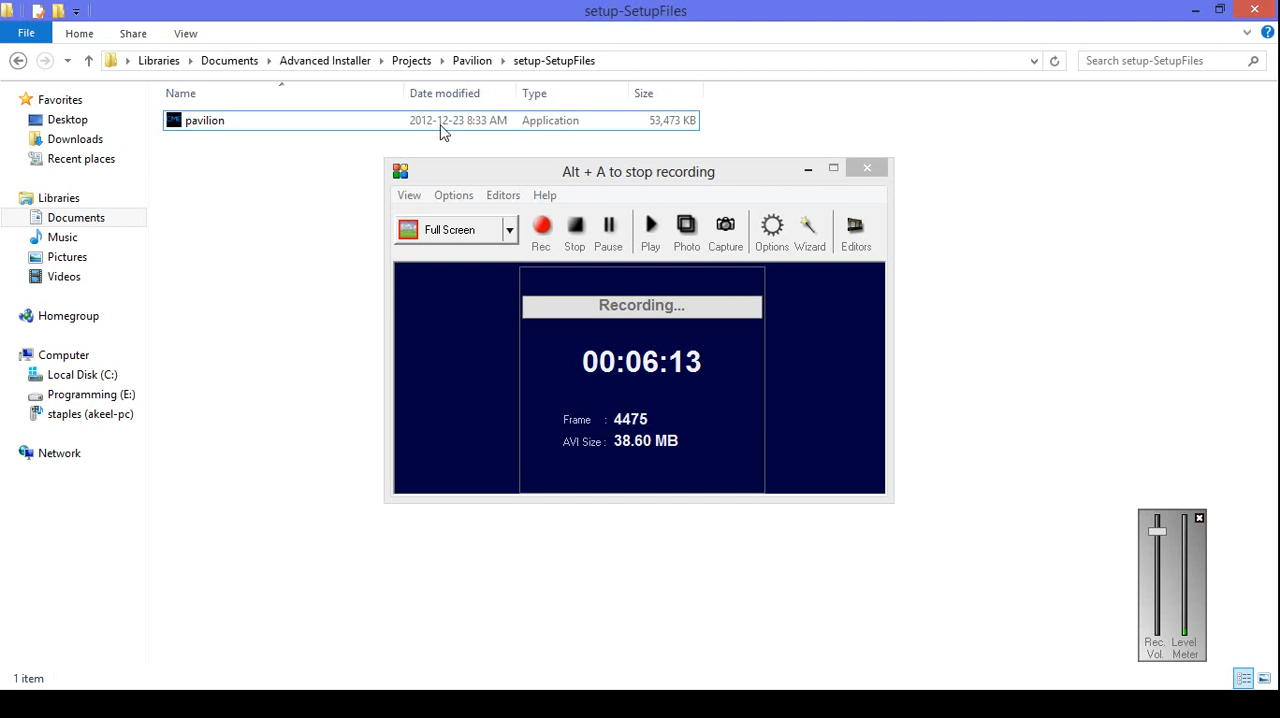 setup-SetupFiles
File Home Share View
Libraries Documents Advanced Installer Projects Pavilion setup-SetupFiles
Search setup-SetupFiles
Name Date modified Type Size
pavilion 2012-12-23 8:33 AM Application 53,473 KB
Favorites
Desktop
Downloads
Recent places
Libraries
Documents
Music
Pictures
Videos
Homegroup
Computer
Local Disk (C:)
Programming (E:)
staples (akeel-pc)
Network
Alt + A to stop recording
View Options Editors Help
Full Screen
Rec Stop Pause Play Photo Capture Options Wizard Editors
Recording...
00:06:13
Frame : 4475
AVI Size : 38.60 MB
Rec. Level
Vol. Meter
1 item